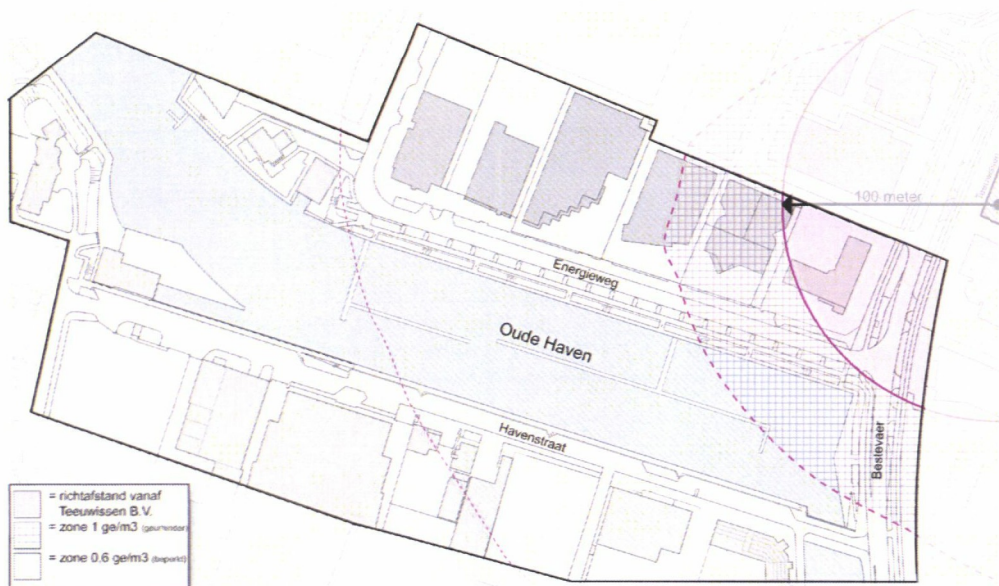 100 meter
Energieweg
Oude Haven
Havenstraat
Bestevaer
= richtafstand vanaf
Teeuwissen B.V.
= zone 1 ge/m3
= zone 0,6 ge/m3 (beperkt)